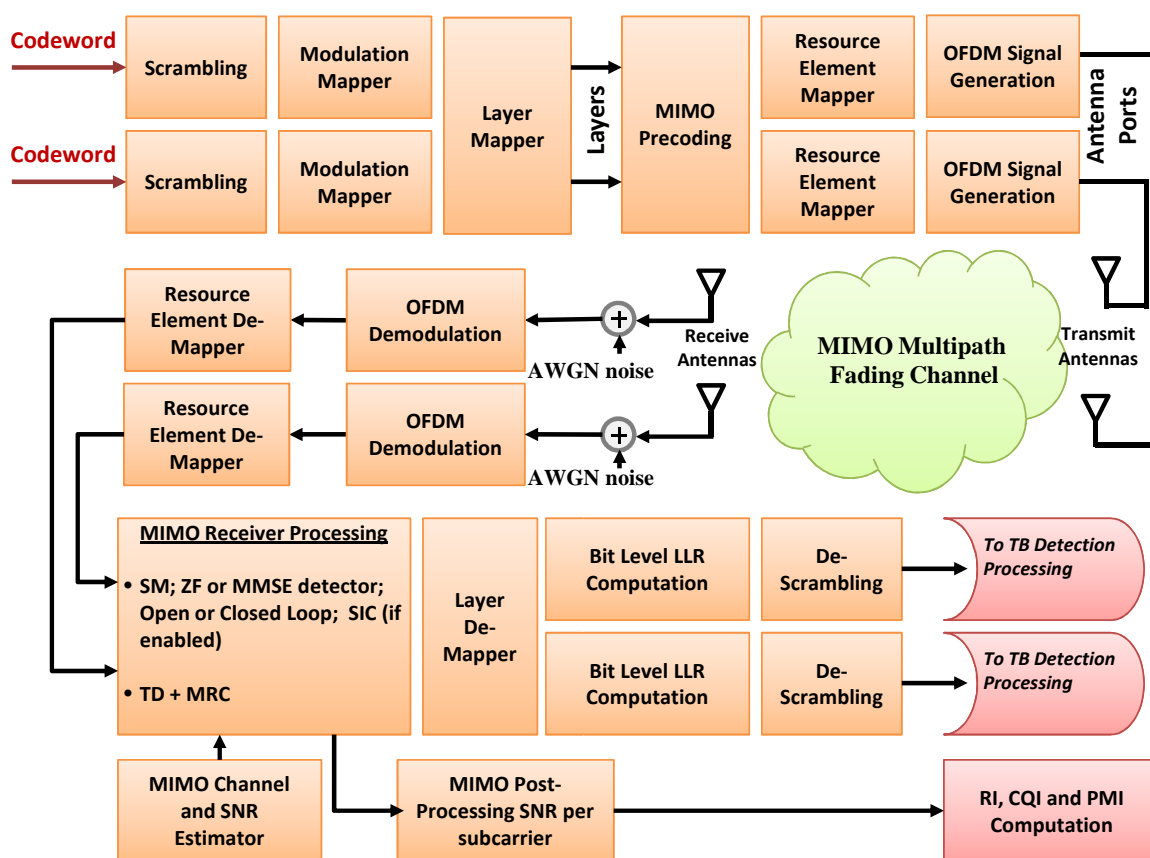 Codeword
Scrambling
Modulation
Mapper
Layer
Mapper
Layers
MIMO
Precoding
Resource
Element
Mapper
OFDM Signal
Generation
Antenna
Ports
Codeword
Scrambling
Modulation
Mapper
Resource
Element
Mapper
OFDM Signal
Generation
Resource
Element De-
Mapper
OFDM
Demodulation
+
AWGN noise
Receive
Antennas
MIMO Multipath
Fading Channel
Transmit
Antennas
Resource
Element De-
Mapper
OFDM
Demodulation
+
AWGN noise
MIMO Receiver Processing
• SM; ZF or MMSE detector;
Open or Closed Loop; SIC (if
enabled)
• TD + MRC
Layer
De-
Mapper
Bit Level LLR
Computation
De-
Scrambling
To TB Detection
Processing
Bit Level LLR
Computation
De-
Scrambling
To TB Detection
Processing
MIMO Channel
and SNR
Estimator
MIMO Post-
Processing SNR per
subcarrier
RI, CQI and PMI
Computation